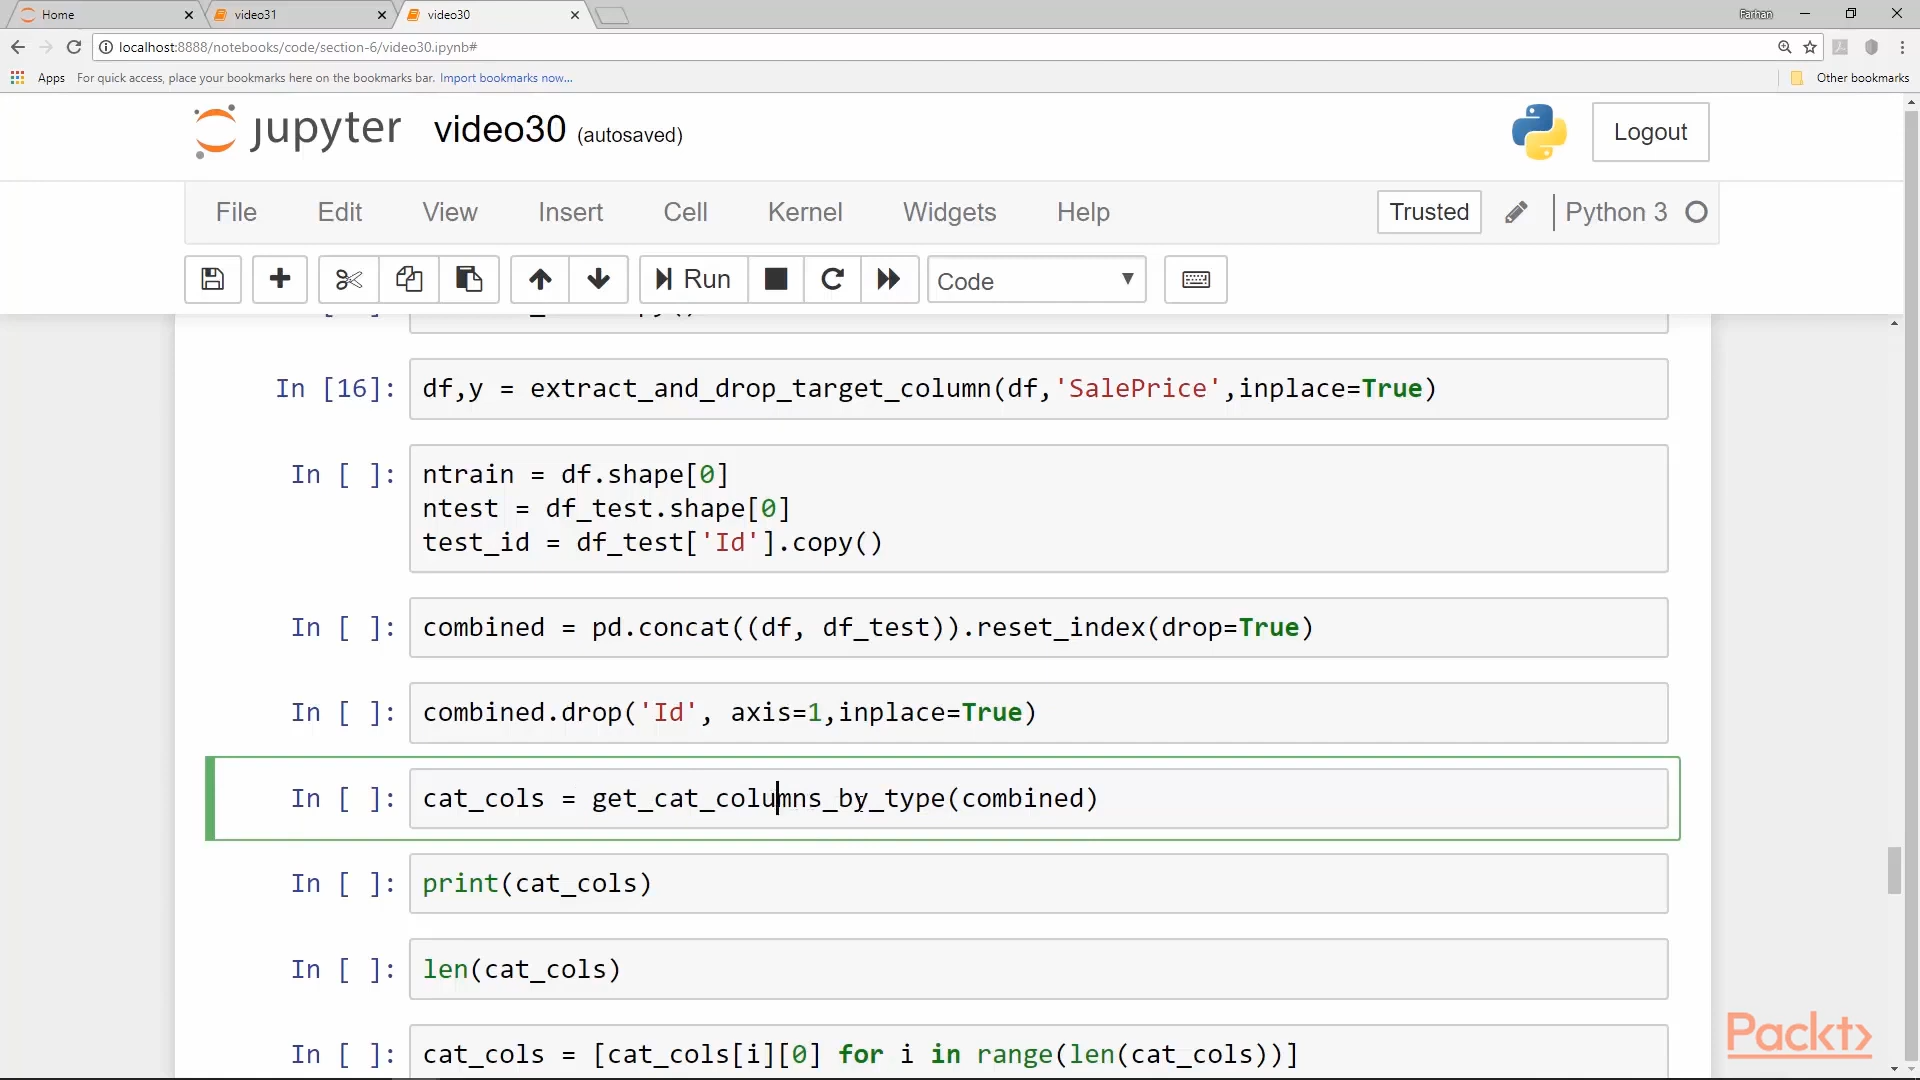 Home
video31
video30
Farhan
localhost:8888/notebooks/code/section-6/video30.ipynb#
Apps
For quick access, place your bookmarks here on the bookmarks bar. Import bookmarks now...
Other bookmarks
jupyter video30 (autosaved)
Logout
File Edit View Insert Cell Kernel Widgets Help
Trusted
Python 3
Run
Code
In [16]: df,y = extract_and_drop_target_column(df,'SalePrice',inplace=True)
In [ ]: ntrain = df.shape[0]
ntest = df_test.shape[0]
test_id = df_test['Id'].copy()
In [ ]: combined = pd.concat((df, df_test)).reset_index(drop=True)
In [ ]: combined.drop('Id', axis=1,inplace=True)
In [ ]: cat_cols = get_cat_columns_by_type(combined)
In [ ]: print(cat_cols)
In [ ]: len(cat_cols)
In [ ]: cat_cols = [cat_cols[i][0] for i in range(len(cat_cols))]
Packt>